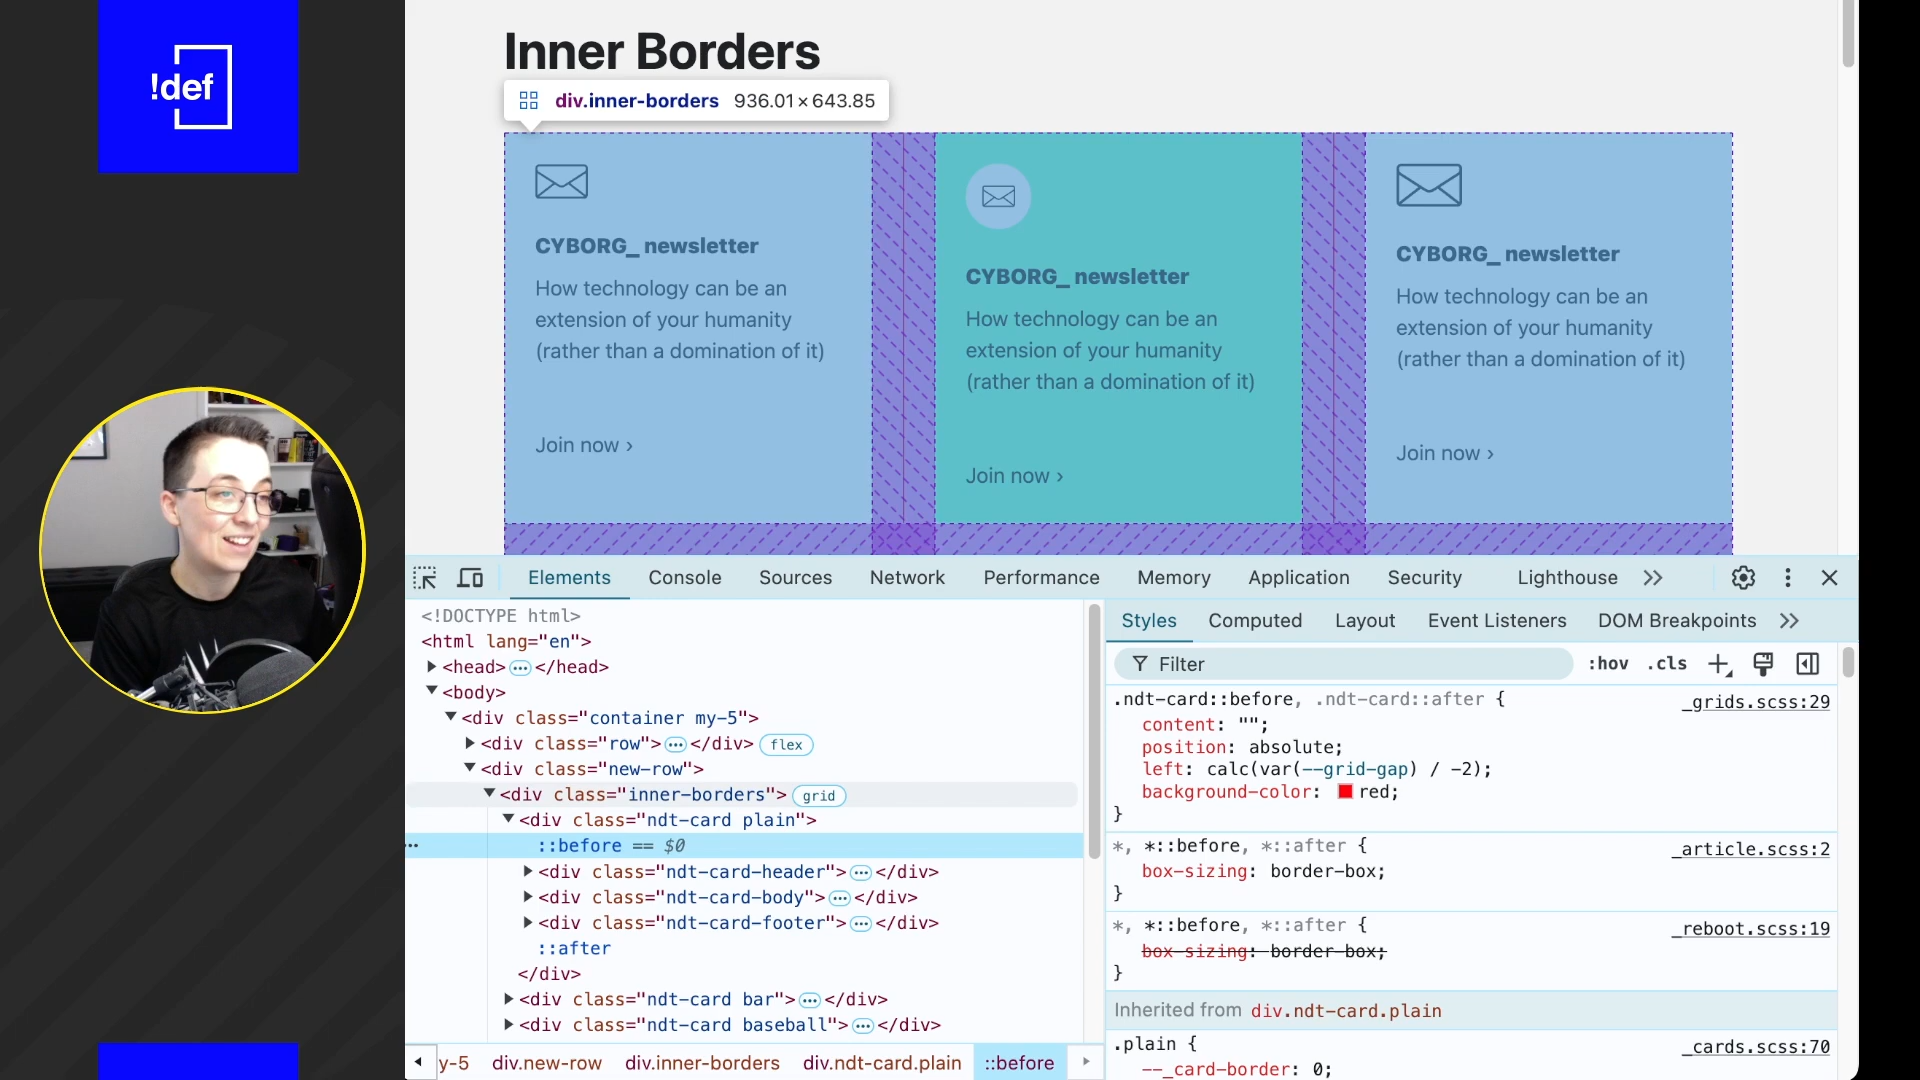 !def
Inner Borders
div.inner-borders 936.01×643.85
CYBORG_ newsletter
How technology can be an
extension of your humanity
(rather than a domination of it)
Join now ›
CYBORG_ newsletter
How technology can be an
extension of your humanity
(rather than a domination of it)
Join now ›
CYBORG_ newsletter
How technology can be an
extension of your humanity
(rather than a domination of it)
Join now ›
Elements Console Sources Network Performance Memory Application Security Lighthouse
<!DOCTYPE html>
<html lang="en">
<head>…</head>
<body>
<div class="container my-5">
<div class="row">…</div> flex
<div class="new-row">
<div class="inner-borders"> grid
<div class="ndt-card plain">
… ::before == $0
<div class="ndt-card-header">…</div>
<div class="ndt-card-body">…</div>
<div class="ndt-card-footer">…</div>
::after
</div>
<div class="ndt-card bar">…</div>
<div class="ndt-card baseball">…</div>
y-5 div.new-row div.inner-borders div.ndt-card.plain ::before
Styles Computed Layout Event Listeners DOM Breakpoints
Filter :hov .cls
.ndt-card::before, .ndt-card::after { _grids.scss:29
content: "";
position: absolute;
left: calc(var(--grid-gap) / -2);
background-color: red;
}
*, *::before, *::after { _article.scss:2
box-sizing: border-box;
}
*, *::before, *::after { _reboot.scss:19
box-sizing: border-box;
}
Inherited from div.ndt-card.plain
.plain { _cards.scss:70
--_card-border: 0;